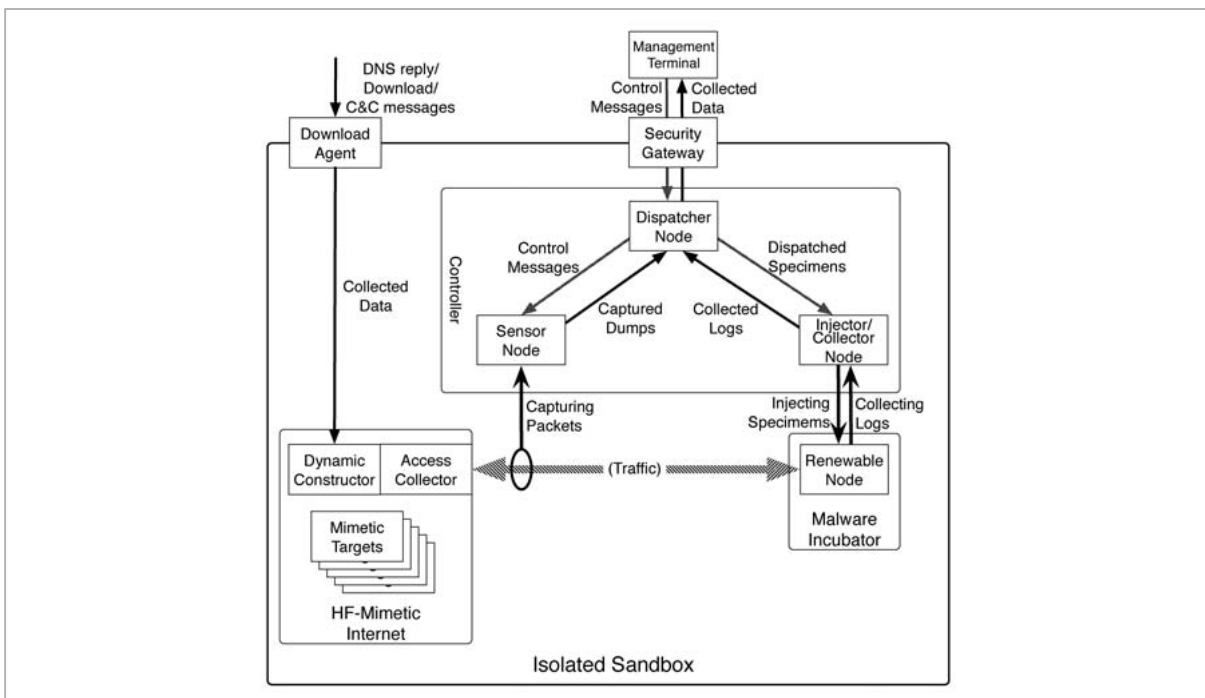 Management
Terminal
DNS reply/
Download/
C&C messages
Control
Messages
Collected
Data
Download
Agent
Security
Gateway
Dispatcher
Node
Control
Messages
Dispatched
Specimens
Controller
Collected
Data
Captured
Dumps
Collected
Logs
Sensor
Node
Injector/
Collector
Node
Capturing
Packets
Injecting
Specimems
Collecting
Logs
Dynamic
Constructor
Access
Collector
(Traffic)
Renewable
Node
Malware
Incubator
Mimetic
Targets
HF-Mimetic
Internet
Isolated Sandbox